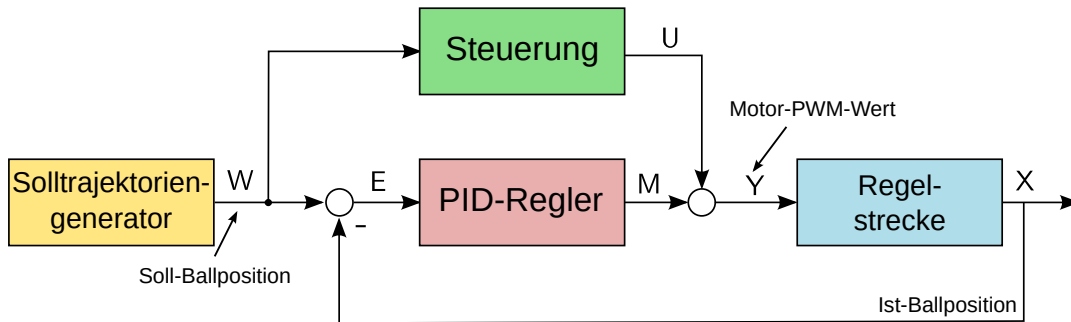 Steuerung
U
Motor-PWM-Wert
Solltrajektorien-
generator
W
E
PID-Regler
M
Y
Regel-
strecke
X
-
Soll-Ballposition
Ist-Ballposition